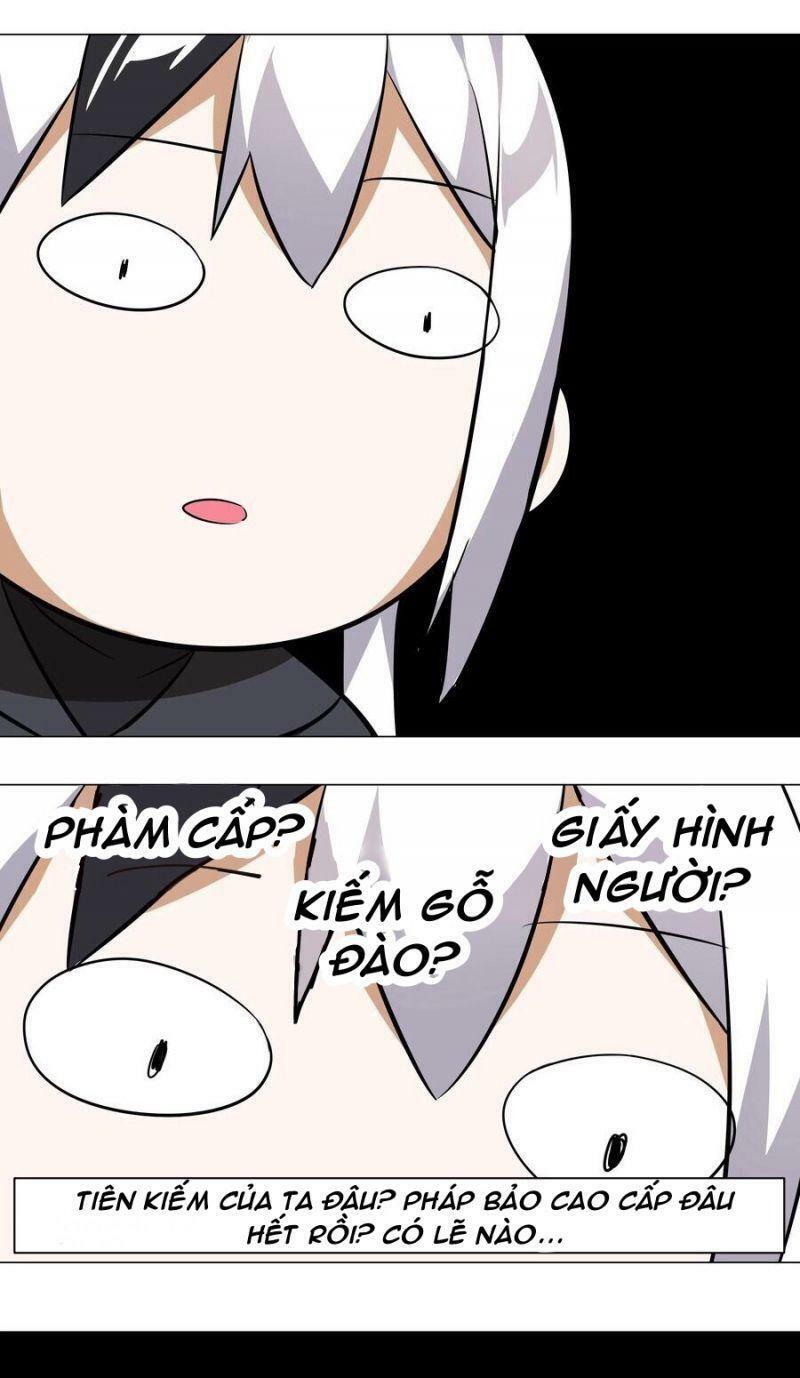 PHÀM CẤP?
KIẾM GỖ
ĐÀO?
GIẤY HÌNH
NGƯỜI?
TIÊN KIẾM CỦA TA ĐÂU? PHÁP BẢO CAO CẤP ĐÂU
HẾT RỒI? CÓ LẼ NÀO...